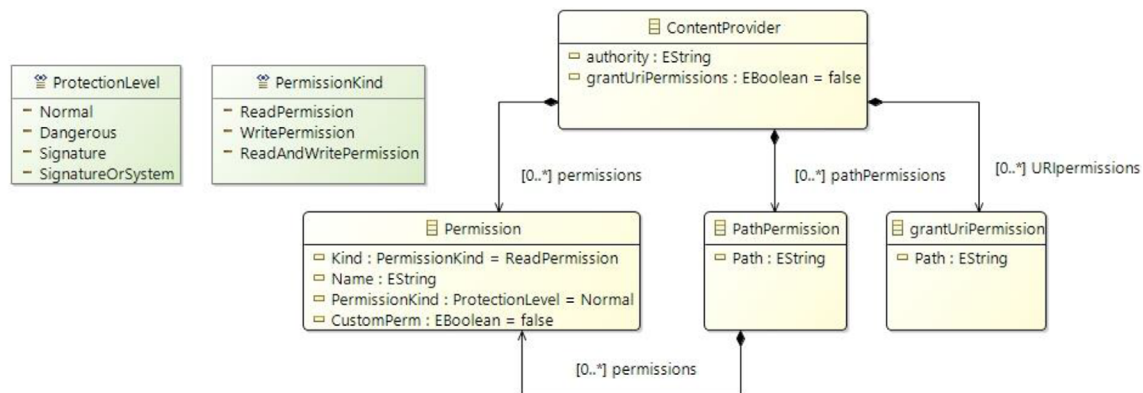 ContentProvider
authority : EString
grantUriPermissions : EBoolean = false
ProtectionLevel
Normal
Dangerous
Signature
SignatureOrSystem
PermissionKind
ReadPermission
WritePermission
ReadAndWritePermission
[0..*] permissions
[0..*] pathPermissions
[0..*] URIpermissions
Permission
Kind : PermissionKind = ReadPermission
Name : EString
PermissionKind : ProtectionLevel = Normal
CustomPerm : EBoolean = false
PathPermission
Path : EString
grantUriPermission
Path : EString
[0..*] permissions